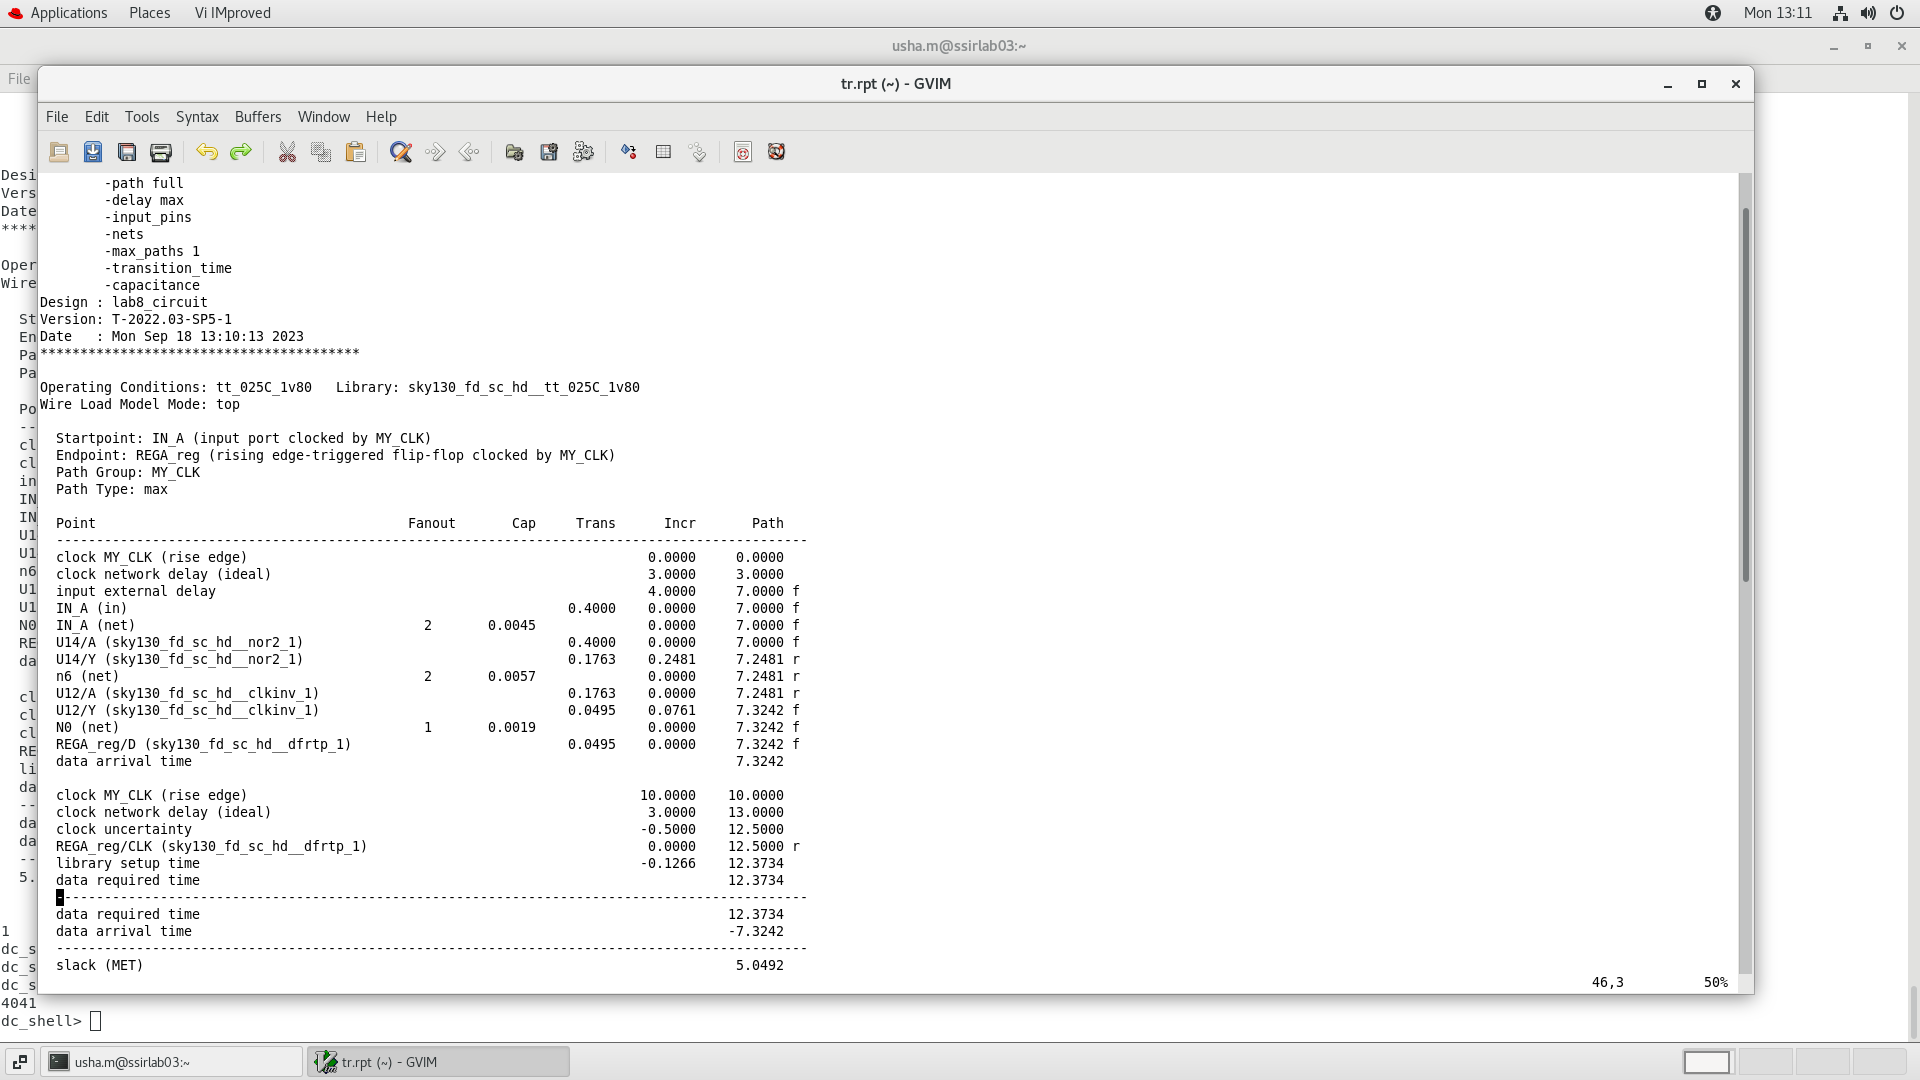 Applications Places Vi IMproved Mon 13:11
usha.m@ssirlab03:~
File
tr.rpt (~) - GVIM
File Edit Tools Syntax Buffers Window Help
-path full
-delay max
-input_pins
-nets
-max_paths 1
-transition_time
-capacitance
Design : lab8_circuit
Version: T-2022.03-SP5-1
Date   : Mon Sep 18 13:10:13 2023
****************************************
Operating Conditions: tt_025C_1v80   Library: sky130_fd_sc_hd__tt_025C_1v80
Wire Load Model Mode: top
Startpoint: IN_A (input port clocked by MY_CLK)
Endpoint: REGA_reg (rising edge-triggered flip-flop clocked by MY_CLK)
Path Group: MY_CLK
Path Type: max
Point Fanout Cap Trans Incr Path
----------------------------------------------------------------------------------------------
clock MY_CLK (rise edge) 0.0000 0.0000
clock network delay (ideal) 3.0000 3.0000
input external delay 4.0000 7.0000 f
IN_A (in) 0.4000 0.0000 7.0000 f
IN_A (net) 2 0.0045 0.0000 7.0000 f
U14/A (sky130_fd_sc_hd__nor2_1) 0.4000 0.0000 7.0000 f
U14/Y (sky130_fd_sc_hd__nor2_1) 0.1763 0.2481 7.2481 r
n6 (net) 2 0.0057 0.0000 7.2481 r
U12/A (sky130_fd_sc_hd__clkinv_1) 0.1763 0.0000 7.2481 r
U12/Y (sky130_fd_sc_hd__clkinv_1) 0.0495 0.0761 7.3242 f
N0 (net) 1 0.0019 0.0000 7.3242 f
REGA_reg/D (sky130_fd_sc_hd__dfrtp_1) 0.0495 0.0000 7.3242 f
data arrival time 7.3242
clock MY_CLK (rise edge) 10.0000 10.0000
clock network delay (ideal) 3.0000 13.0000
clock uncertainty -0.5000 12.5000
REGA_reg/CLK (sky130_fd_sc_hd__dfrtp_1) 0.0000 12.5000 r
library setup time -0.1266 12.3734
data required time 12.3734
----------------------------------------------------------------------------------------------
data required time 12.3734
data arrival time -7.3242
----------------------------------------------------------------------------------------------
slack (MET) 5.0492
46,3 50%
Desi
Vers
Date
****
Oper
Wire
St
En
Pa
Pa
Po
--
cl
cl
in
IN
IN
U1
U1
n6
U1
U1
N0
RE
da
cl
cl
cl
RE
li
da
--
da
da
--
5.
1
dc_s
dc_s
dc_s
4041
dc_shell>
usha.m@ssirlab03:~ tr.rpt (~) - GVIM